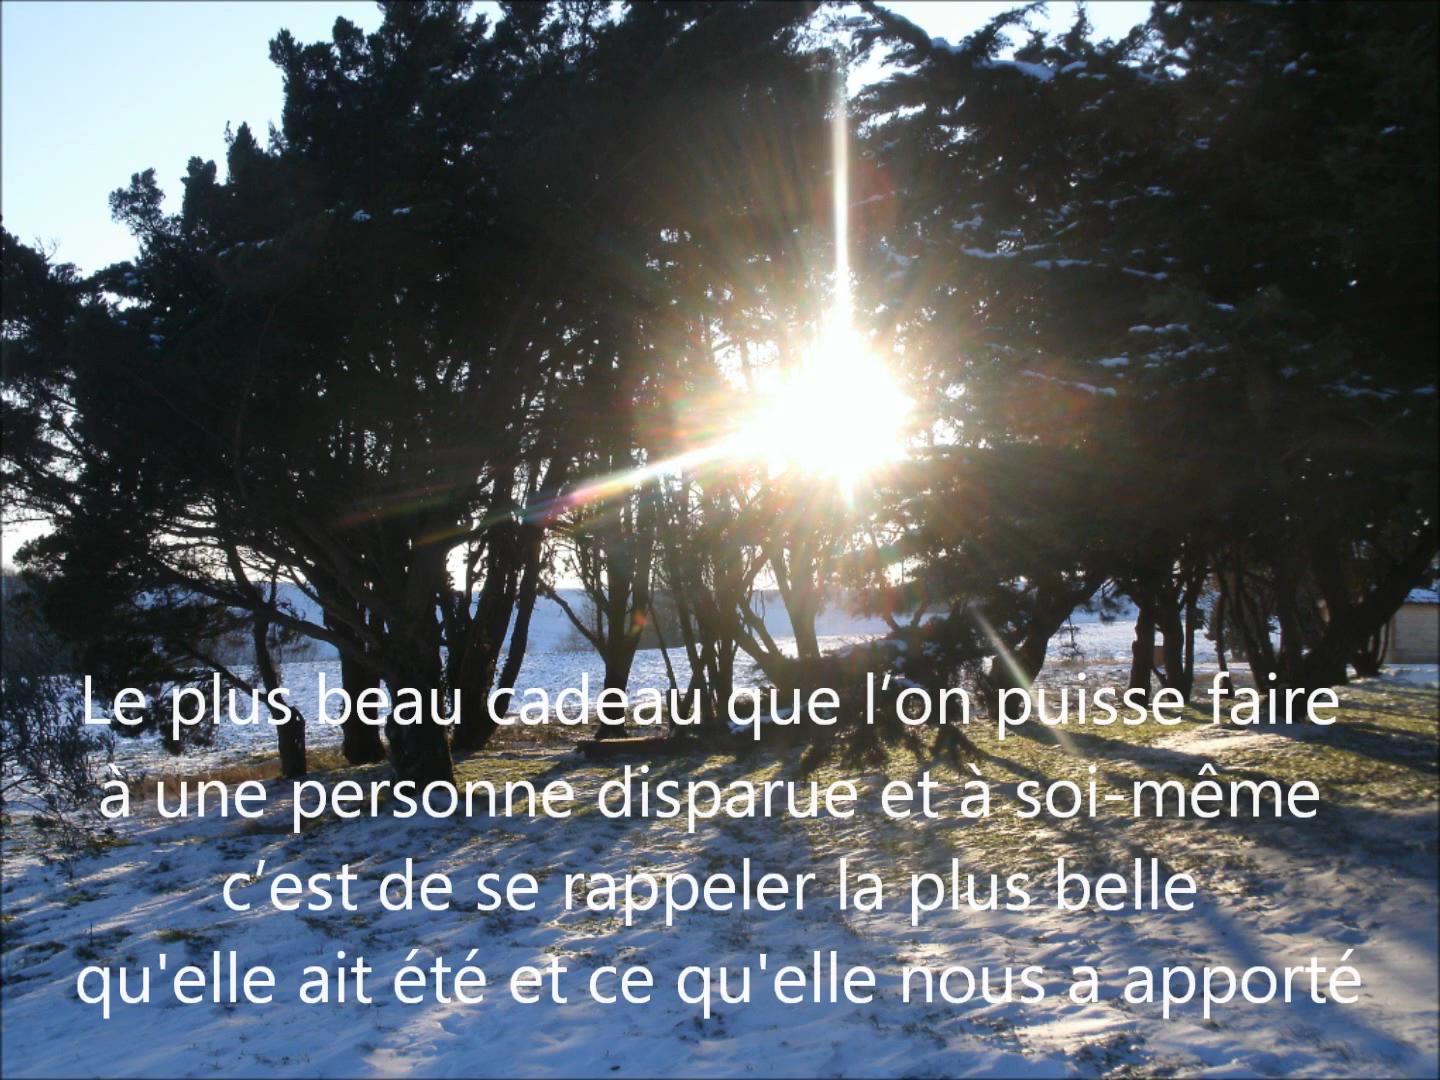 Le plus beau cadeau que l’on puisse faire
à une personne disparue et à soi-même
c’est de se rappeler la plus belle
qu'elle ait été et ce qu'elle nous a apporté